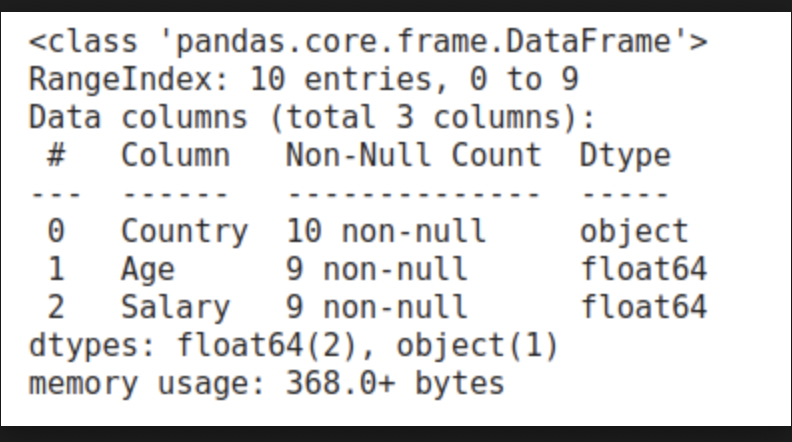 <class 'pandas.core.frame.DataFrame'>
RangeIndex: 10 entries, 0 to 9
Data columns (total 3 columns):
 #   Column   Non-Null Count  Dtype
---  ------   --------------  -----
 0   Country  10 non-null     object
 1   Age      9 non-null      float64
 2   Salary   9 non-null      float64
dtypes: float64(2), object(1)
memory usage: 368.0+ bytes